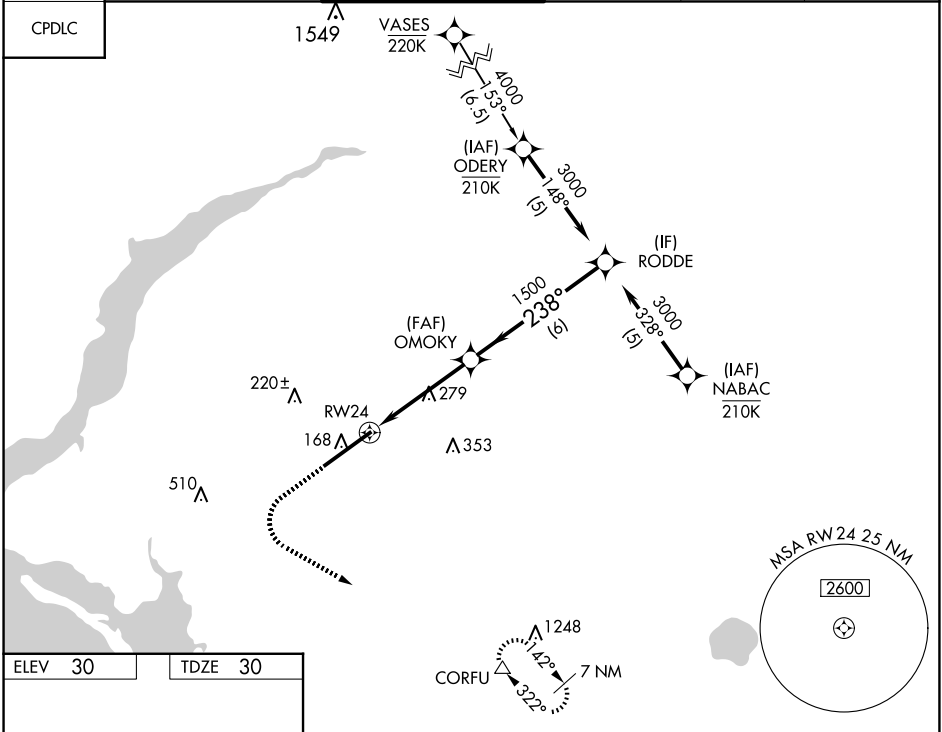 CPDLC
1549
VASES
220K
4000
153°
(6.5)
(IAF)
ODERY
210K
3000
148°
(5)
(IF)
RODDE
1500
238°
(6)
3000
328°
(5)
(FAF)
OMOKY
(IAF)
NABAC
210K
220±
279
RW24
168
353
510
MSA RW24 25 NM
2600
1248
142°
7 NM
CORFU
322°
ELEV 30
TDZE 30